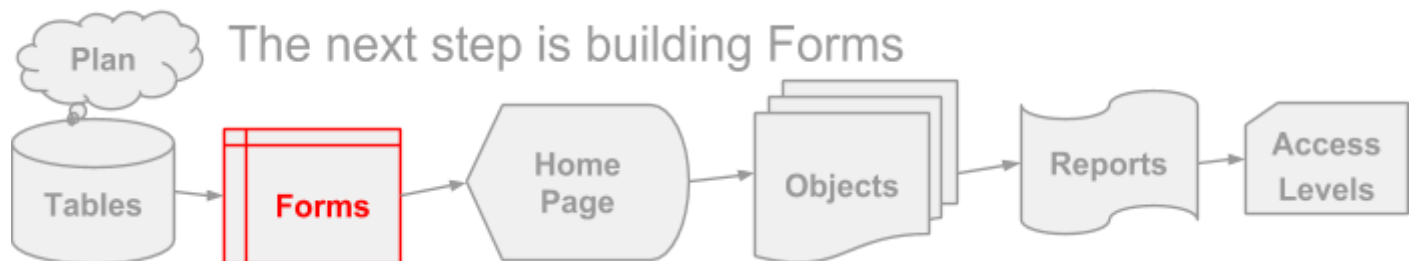 The next step is building Forms
Plan
Tables
Forms
Home
Page
Objects
Reports
Access
Levels